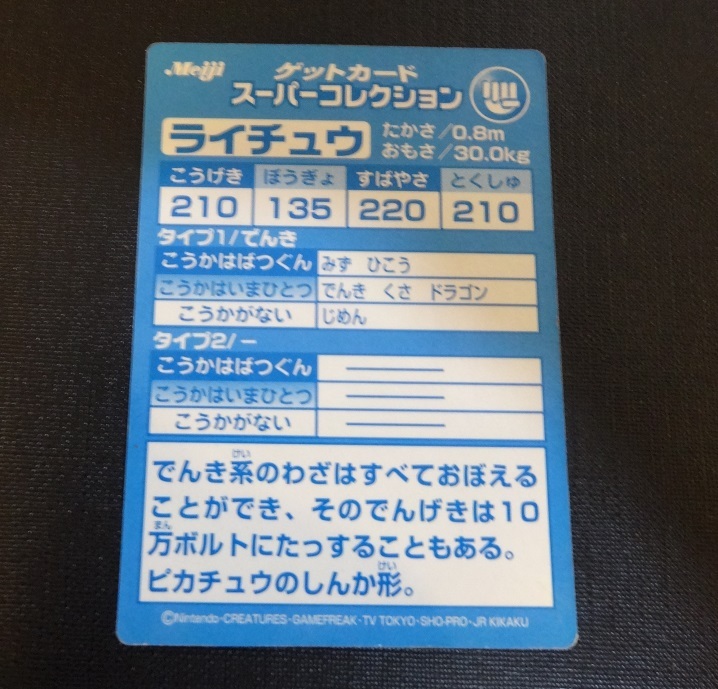 Meiji
ゲットカード
スーパーコレクション
ライチュウ
たかさ/0.8m
おもさ/30.0kg
こうげき ぼうぎょ すばやさ とくしゅ
210 135 220 210
タイプ1/でんき
こうかはばつぐん みず ひこう
こうかはいまひとつ でんき くさ ドラゴン
こうかがない じめん
タイプ2/ー
こうかはばつぐん ———
こうかはいまひとつ ———
こうかがない ———
けい
でんき系のわざはすべておぼえる
ことができ、そのでんげきは10
まん
万ボルトにたっすることもある。
けい
ピカチュウのしんか形。
©Nintendo·CREATURES·GAMEFREAK·TV TOKYO·SHO-PRO·JR KIKAKU